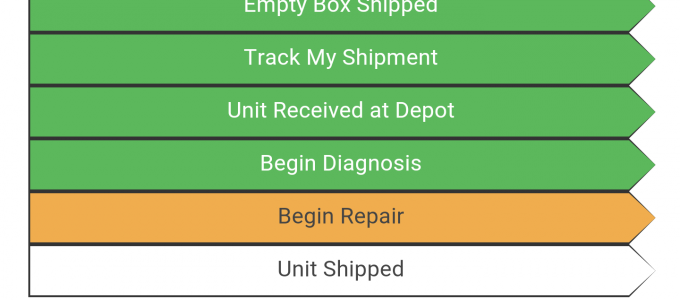 Empty Box Shipped
Track My Shipment
Unit Received at Depot
Begin Diagnosis
Begin Repair
Unit Shipped